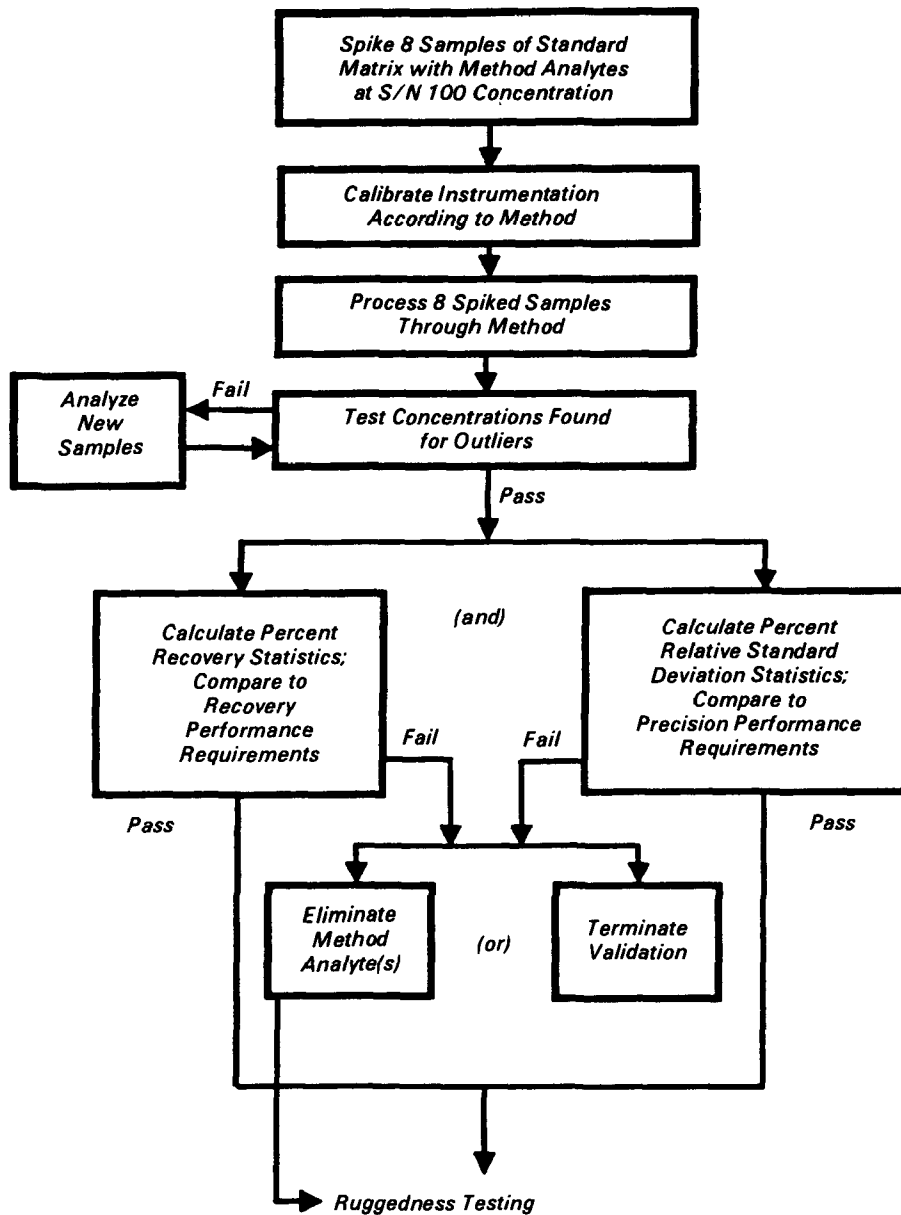 Spike 8 Samples of Standard
Matrix with Method Analytes
at S/N 100 Concentration
Calibrate Instrumentation
According to Method
Process 8 Spiked Samples
Through Method
Analyze
New
Samples
Fail
Test Concentrations Found
for Outliers
Pass
Calculate Percent
Recovery Statistics;
Compare to
Recovery
Performance
Requirements
(and)
Calculate Percent
Relative Standard
Deviation Statistics;
Compare to
Precision Performance
Requirements
Fail
Fail
Pass
Pass
Eliminate
Method
Analyte(s)
(or)
Terminate
Validation
Ruggedness Testing